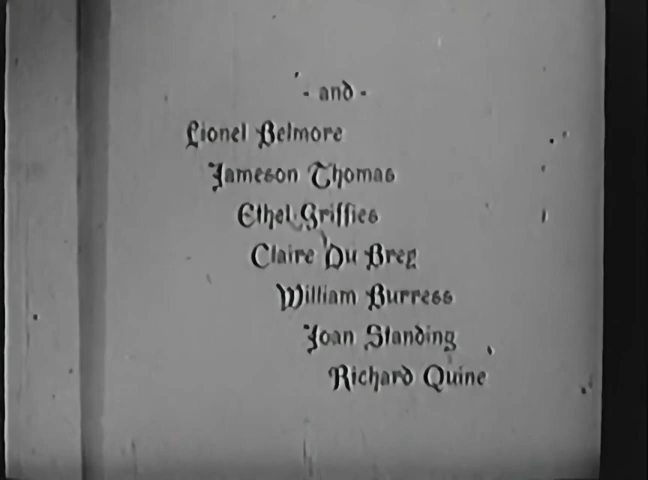 - and -
Lionel Belmore
Jameson Thomas
Ethel Griffies
Claire Du Brey
William Burress
Joan Standing
Richard Quine